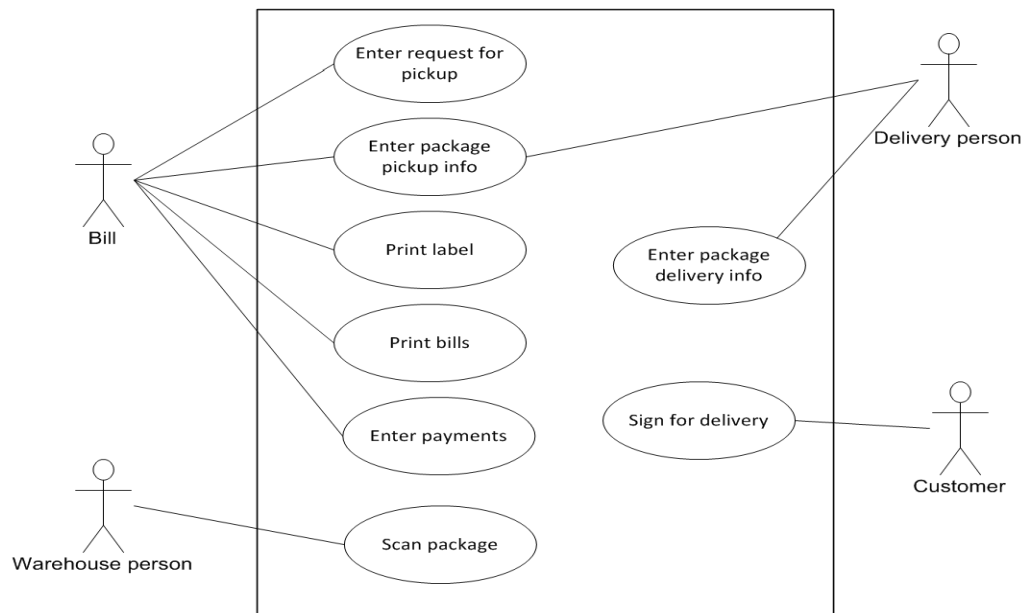 Enter request for
pickup
Delivery person
Enter package
pickup info
Bill
Print label
Enter package
delivery info
Print bills
Sign for delivery
Enter payments
Customer
Scan package
Warehouse person